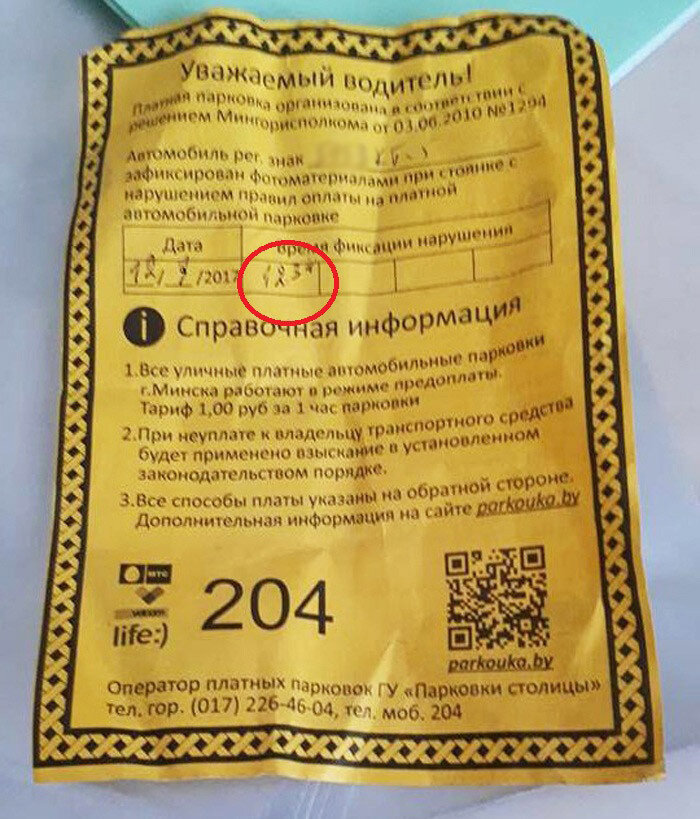 Уважаемый водитель!
Платная парковка организована в соответствии с
решением Мингорисполкома от 03.06.2010 №1294
Автомобиль рег. знак
зафиксирован фотоматериалами при стоянке с
нарушением правил оплаты на платной
автомобильной парковке
Дата Время фиксации нарушения
/2017
i Справочная информация
1.Все уличные платные автомобильные парковки
г.Минска работают в режиме предоплаты.
Тариф 1,00 руб за 1 час парковки
2.При неуплате к владельцу транспортного средства
будет применено взыскание в установленном
законодательством порядке.
3.Все способы платы указаны на обратной стороне.
Дополнительная информация на сайте parkouka.by
МТС
velcom
life:)
204
parkouka.by
Оператор платных парковок ГУ «Парковки столицы»
тел. гор. (017) 226-46-04, тел. моб. 204